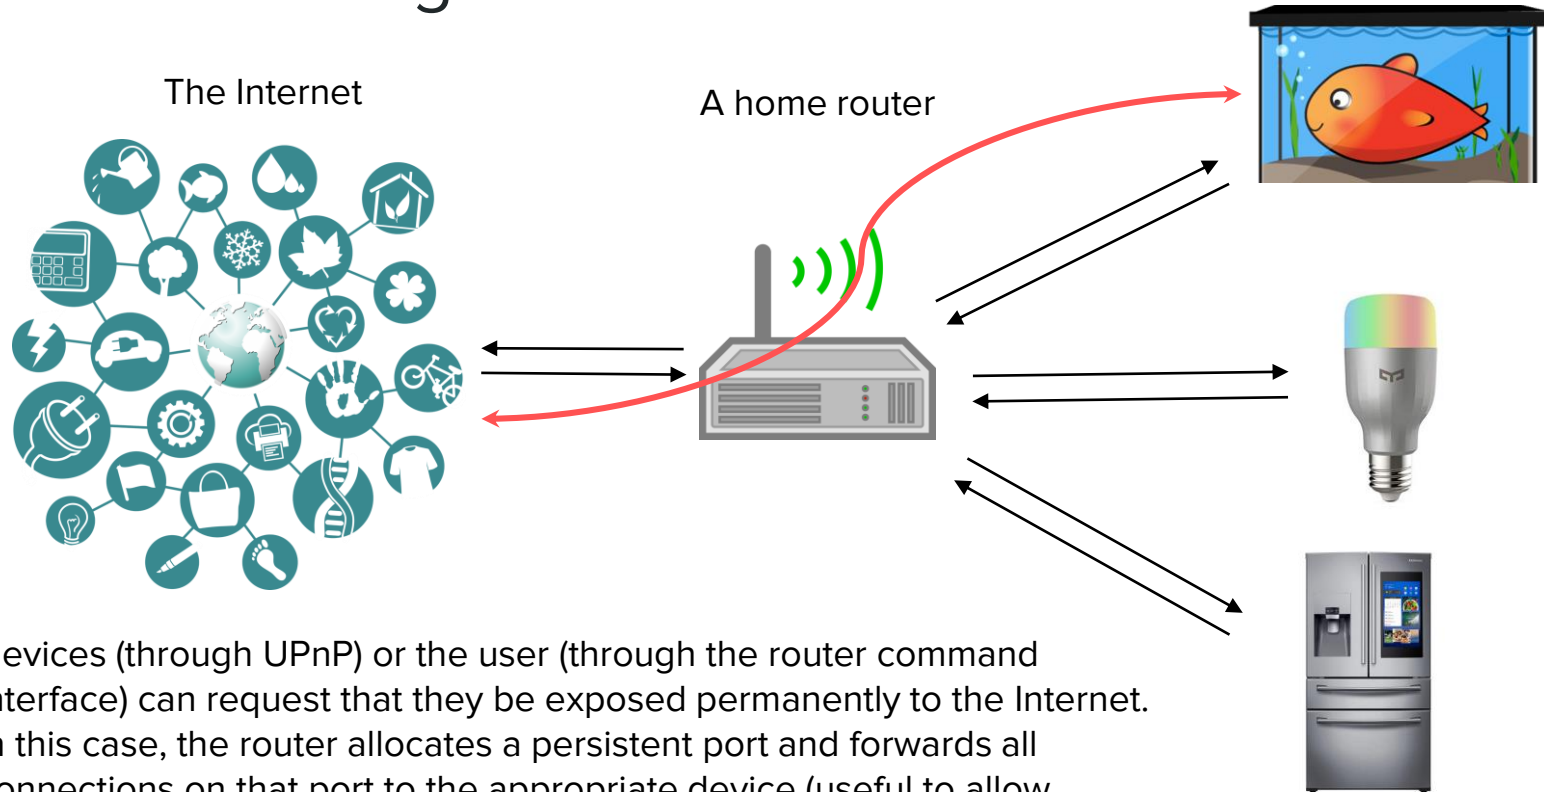 The Internet
A home router
evices (through UPnP) or the user (through the router command
nterface) can request that they be exposed permanently to the Internet.
this case, the router allocates a persistent port and forwards all
onnections on that port to the appropriate device (useful to allow